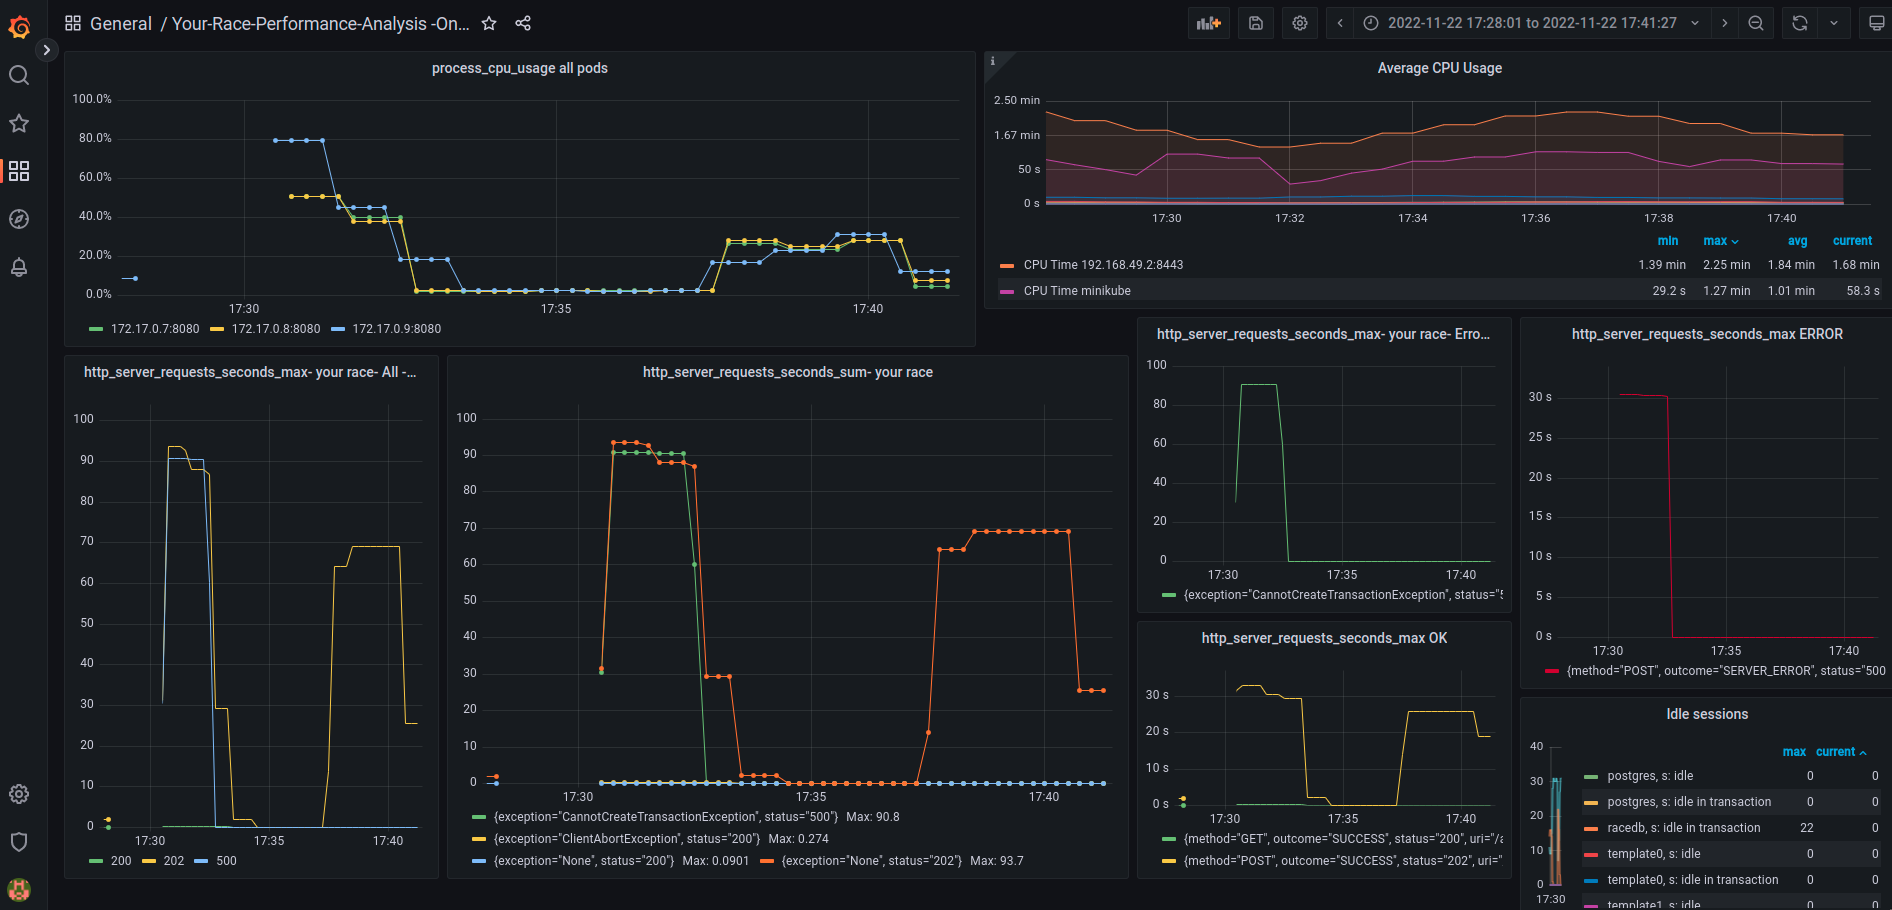 General / Your-Race-Performance-Analysis -On...
2022-11-22 17:28:01 to 2022-11-22 17:41:27
process_cpu_usage all pods
100.0%
80.0%
60.0%
40.0%
20.0%
0.0%
17:30 17:35 17:40
172.17.0.7:8080 172.17.0.8:8080 172.17.0.9:8080
i
Average CPU Usage
2.50 min
1.67 min
50 s
0 s
17:30 17:32 17:34 17:36 17:38 17:40
min max avg current
CPU Time 192.168.49.2:8443 1.39 min 2.25 min 1.84 min 1.68 min
CPU Time minikube 29.2 s 1.27 min 1.01 min 58.3 s
http_server_requests_seconds_max- your race- All -...
100
90
80
70
60
50
40
30
20
10
0
17:30 17:35 17:40
200 202 500
http_server_requests_seconds_sum- your race
100
90
80
70
60
50
40
30
20
10
0
17:30 17:35 17:40
{exception="CannotCreateTransactionException", status="500"} Max: 90.8
{exception="ClientAbortException", status="200"} Max: 0.274
{exception="None", status="200"} Max: 0.0901 {exception="None", status="202"} Max: 93.7
http_server_requests_seconds_max- your race- Erro...
100
80
60
40
20
0
17:30 17:35 17:40
{exception="CannotCreateTransactionException", status="5
http_server_requests_seconds_max OK
30 s
20 s
10 s
0 s
17:30 17:35 17:40
{method="GET", outcome="SUCCESS", status="200", uri="/a
{method="POST", outcome="SUCCESS", status="202", uri="
http_server_requests_seconds_max ERROR
30 s
25 s
20 s
15 s
10 s
5 s
0 s
17:30 17:35 17:40
{method="POST", outcome="SERVER_ERROR", status="500
Idle sessions
40
30
20
10
0
17:30
max current
postgres, s: idle 0 0
postgres, s: idle in transaction 0 0
racedb, s: idle in transaction 22 0
template0, s: idle 0 0
template0, s: idle in transaction 0 0
template1, s: idle 0 0